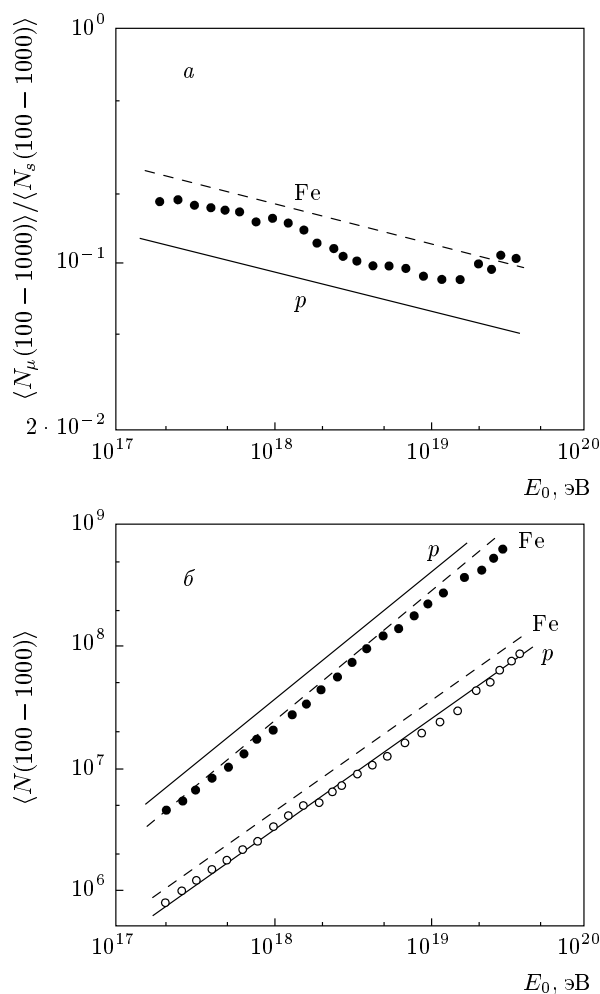 ⟨N_μ(100 − 1000)⟩/⟨N_s(100 − 1000)⟩
10^0
а
Fe
10^{−1}
p
2 · 10^{−2}
10^{17}
10^{18}
10^{19}
10^{20}
E_0, эВ
⟨N(100 − 1000)⟩
10^9
б
p
Fe
10^8
Fe
p
10^7
10^6
10^{17}
10^{18}
10^{19}
10^{20}
E_0, эВ